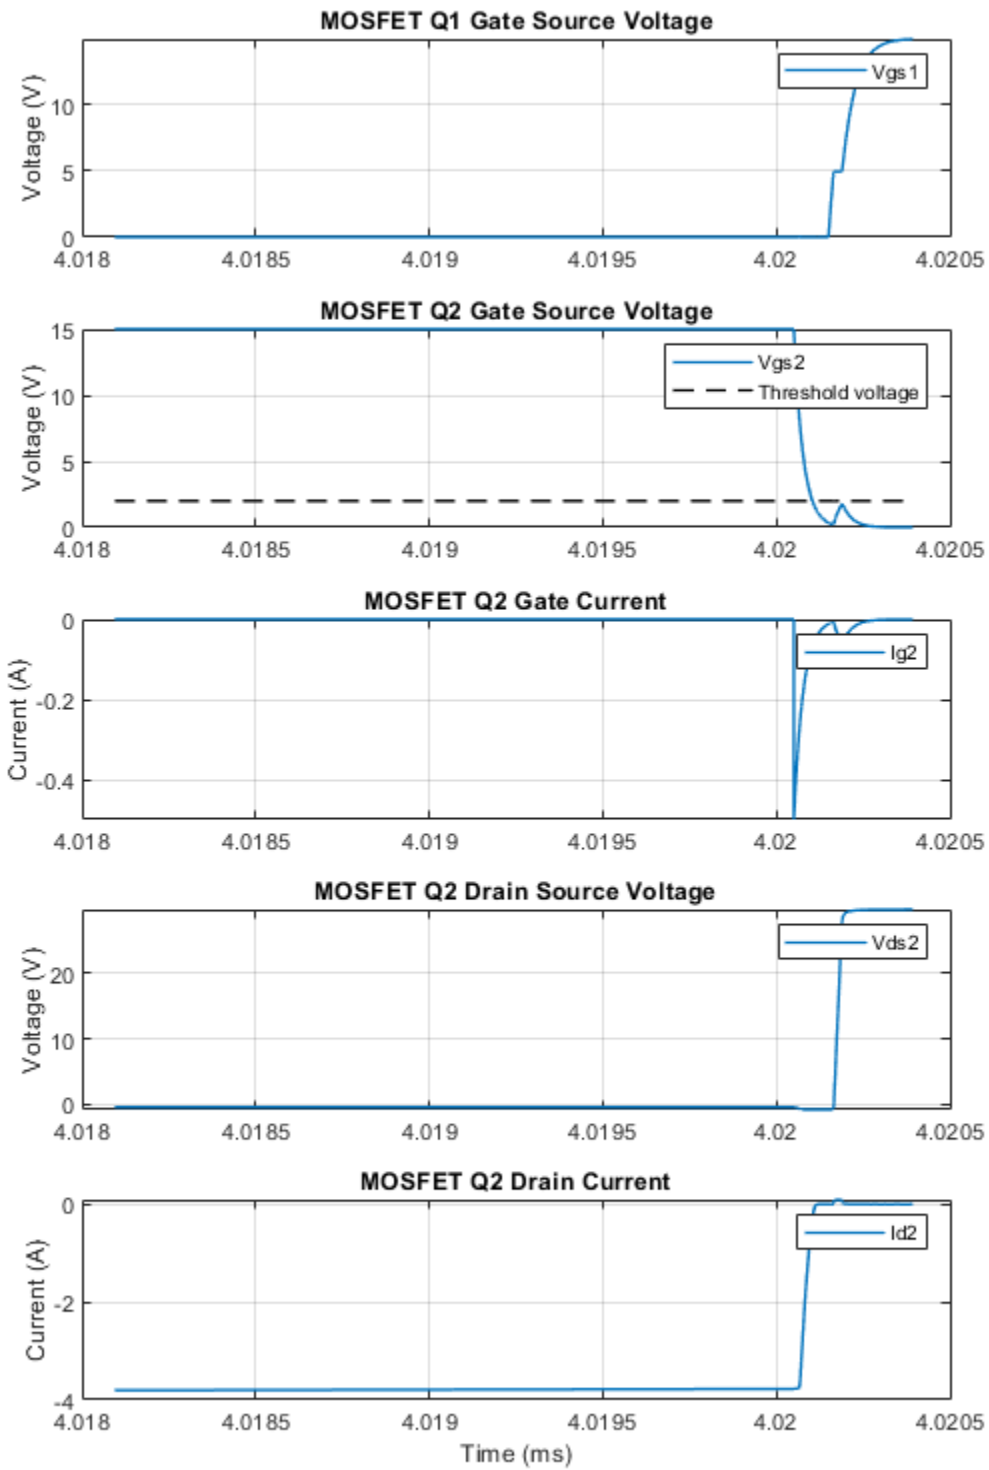 MOSFET Q1 Gate Source Voltage
Voltage (V)
10
5
0
Vgs1
4.018 4.0185 4.019 4.0195 4.02 4.0205
MOSFET Q2 Gate Source Voltage
Voltage (V)
15
10
5
0
Vgs2
Threshold voltage
4.018 4.0185 4.019 4.0195 4.02 4.0205
MOSFET Q2 Gate Current
Current (A)
0
-0.2
-0.4
Ig2
4.018 4.0185 4.019 4.0195 4.02 4.0205
MOSFET Q2 Drain Source Voltage
Voltage (V)
20
10
0
Vds2
4.018 4.0185 4.019 4.0195 4.02 4.0205
MOSFET Q2 Drain Current
Current (A)
0
-2
-4
Id2
4.018 4.0185 4.019 4.0195 4.02 4.0205
Time (ms)